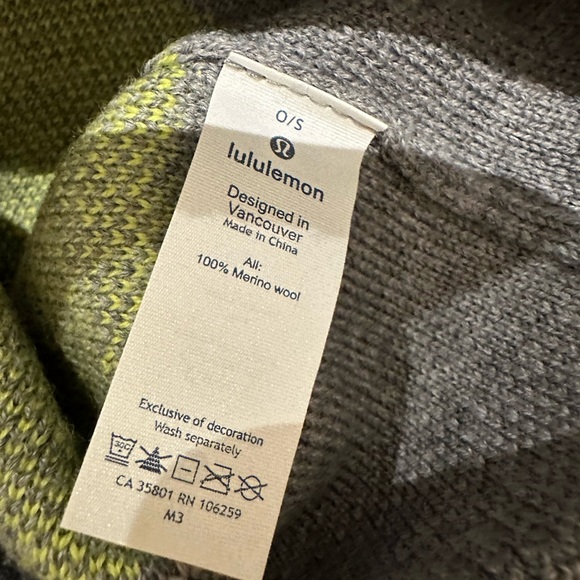 O/S
lululemon
Designed in
Vancouver
Made in China
All:
100% Merino wool
Exclusive of decoration
Wash separately
30C
CA 35801 RN 106259
M3